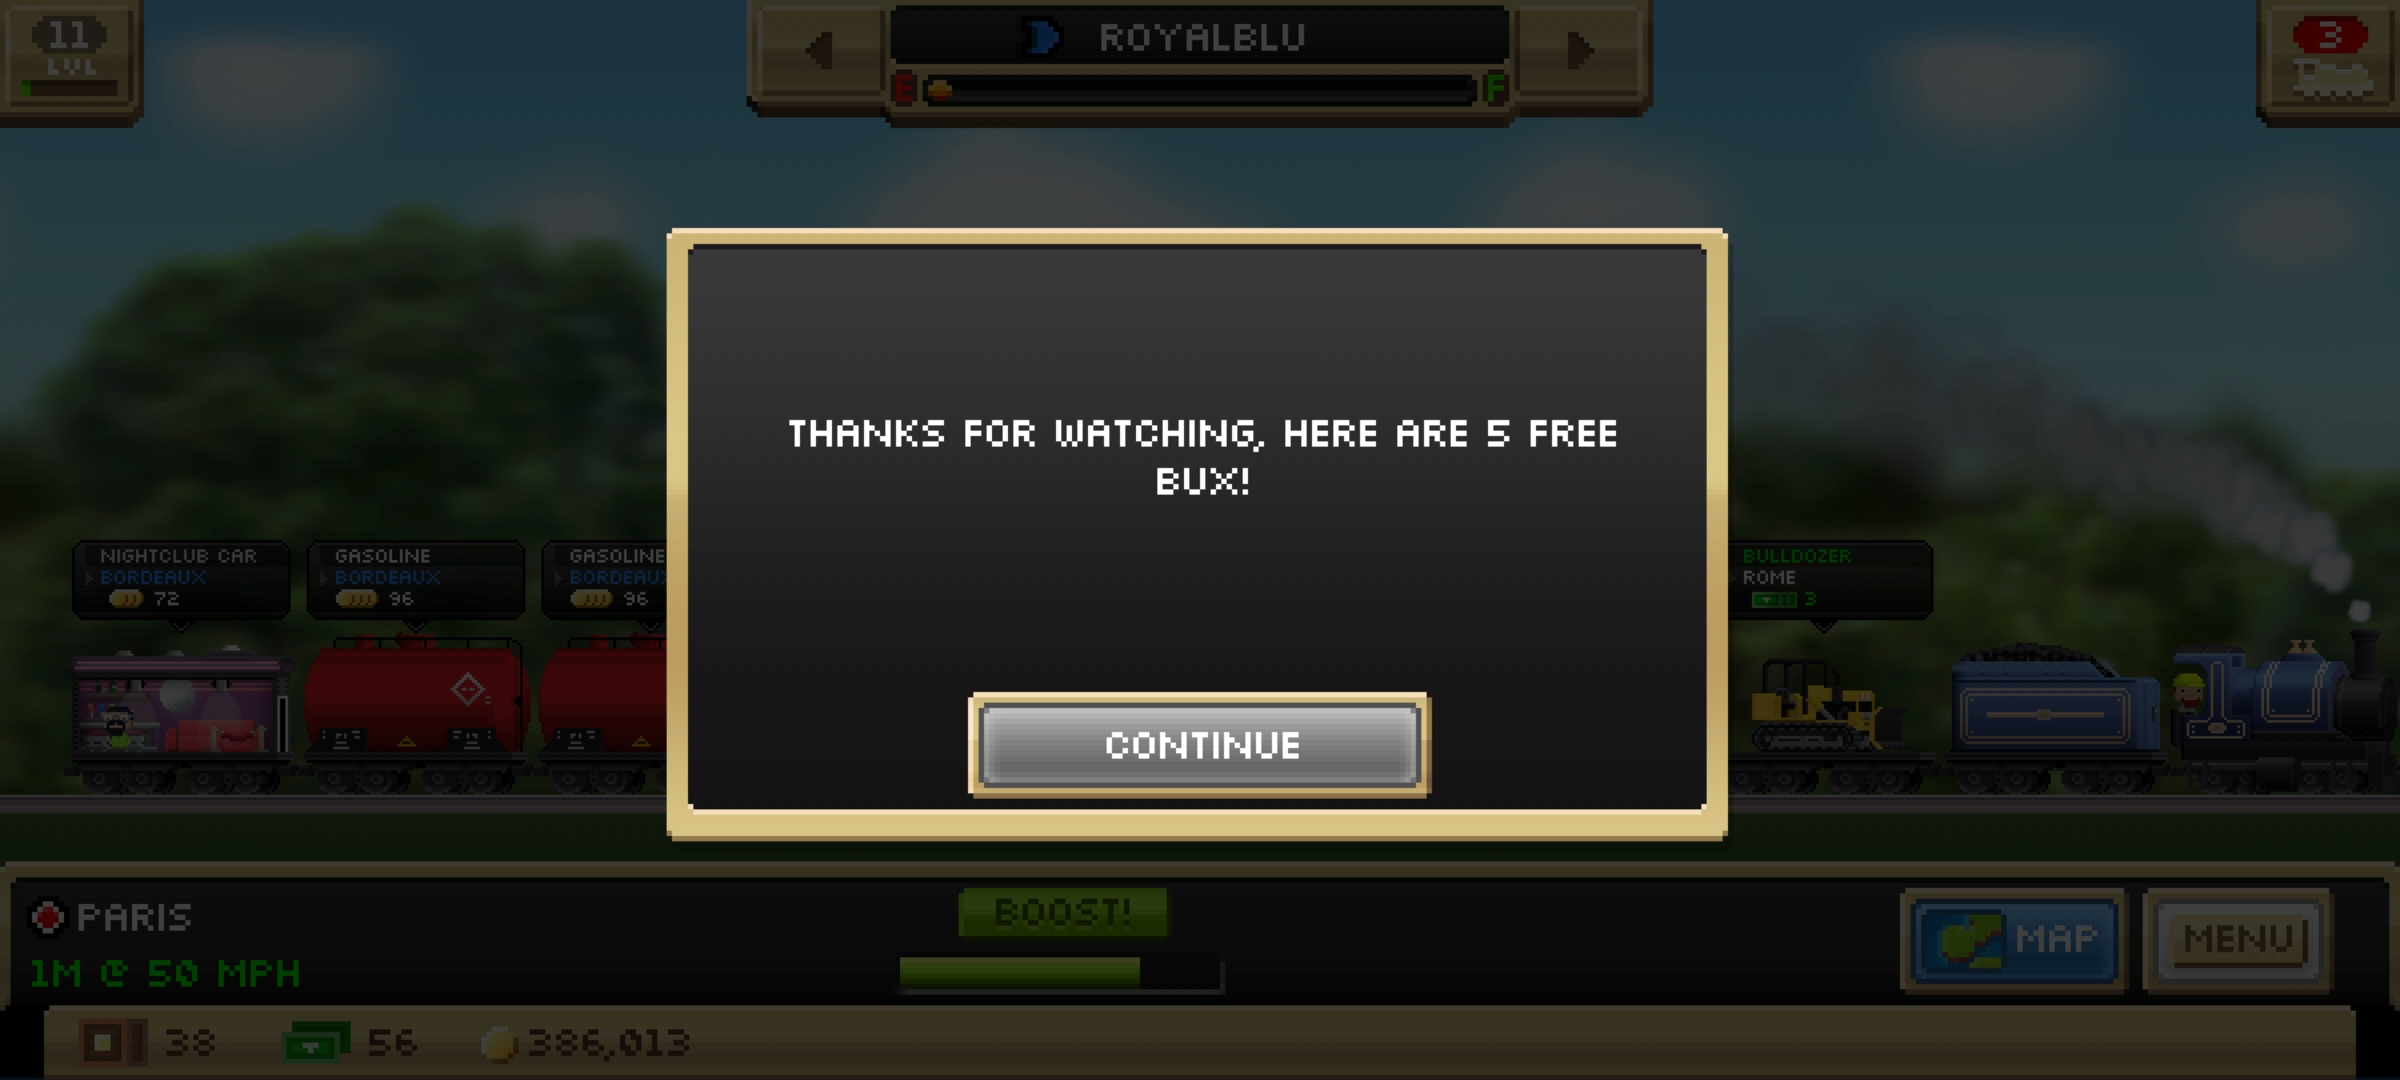 11
LVL
ROYALBLU
E F
3
THANKS FOR WATCHING, HERE ARE 5 FREE
BUX!
CONTINUE
NIGHTCLUB CAR
BORDEAUX
72
GASOLINE
BORDEAUX
96
GASOLINE
BORDEAUX
96
BULLDOZER
ROME
3
PARIS
1M @ 50 MPH
BOOST!
MAP
MENU
38 56 386,013